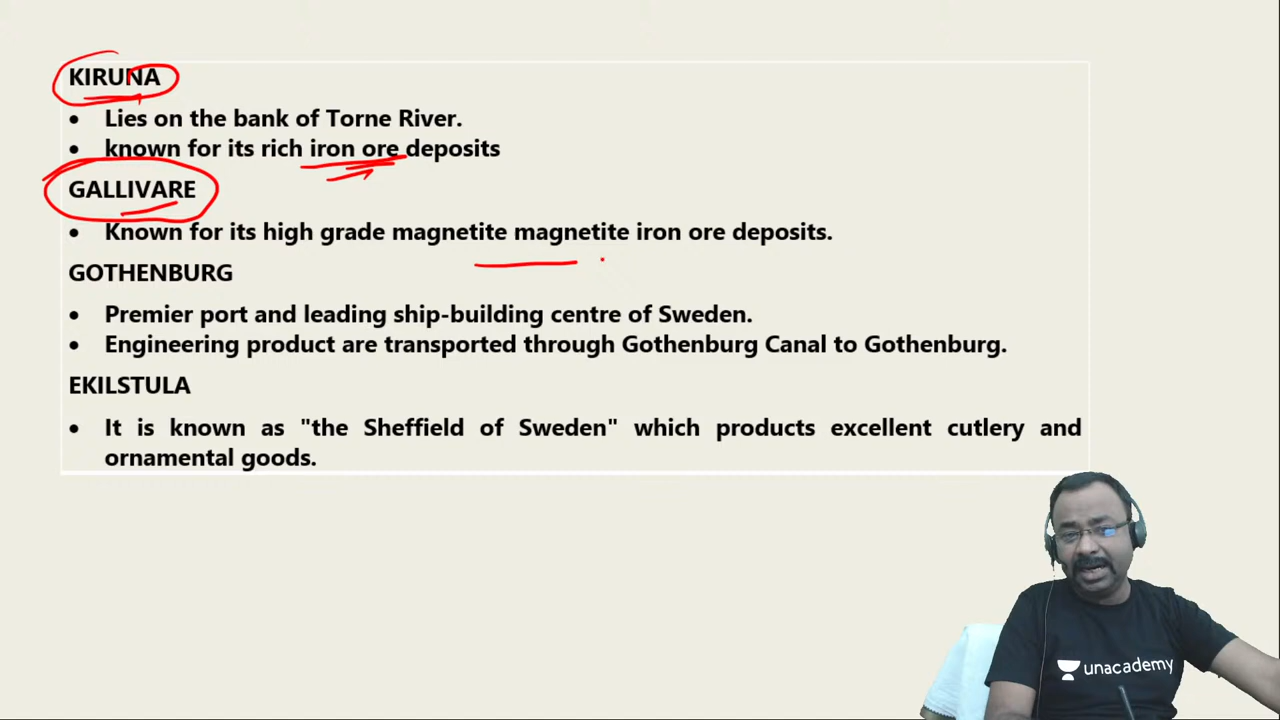 KIRUNA
• Lies on the bank of Torne River.
• known for its rich iron ore deposits
GALLIVARE
• Known for its high grade magnetite magnetite iron ore deposits.
GOTHENBURG
• Premier port and leading ship-building centre of Sweden.
• Engineering product are transported through Gothenburg Canal to Gothenburg.
EKILSTULA
• It is known as "the Sheffield of Sweden" which products excellent cutlery and
ornamental goods.
unacademy